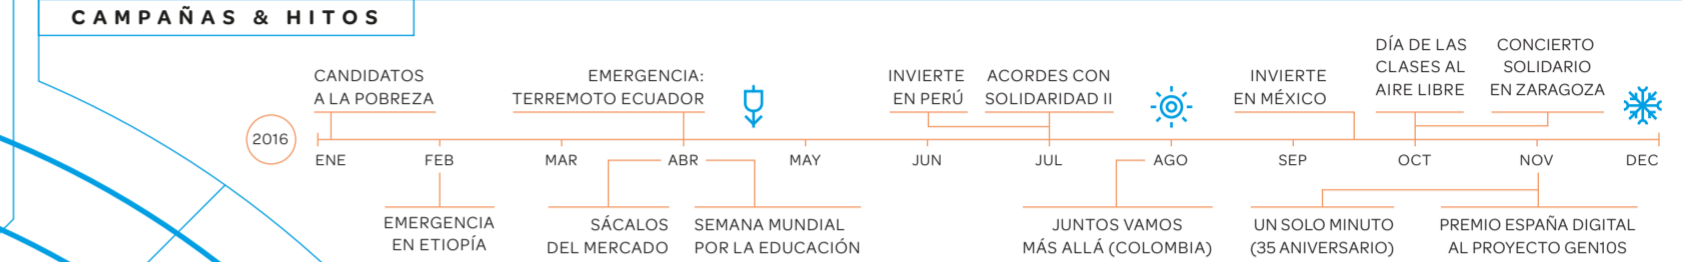 CAMPAÑAS & HITOS
CANDIDATOS
A LA POBREZA
EMERGENCIA:
TERREMOTO ECUADOR
INVIERTE
EN PERÚ
ACORDES CON
SOLIDARIDAD II
INVIERTE
EN MÉXICO
DÍA DE LAS
CLASES AL
AIRE LIBRE
CONCIERTO
SOLIDARIO
EN ZARAGOZA
2016
ENE FEB MAR ABR MAY JUN JUL AGO SEP OCT NOV DEC
EMERGENCIA
EN ETIOPÍA
SÁCALOS
DEL MERCADO
SEMANA MUNDIAL
POR LA EDUCACIÓN
JUNTOS VAMOS
MÁS ALLÁ (COLOMBIA)
UN SOLO MINUTO
(35 ANIVERSARIO)
PREMIO ESPAÑA DIGITAL
AL PROYECTO GEN10S